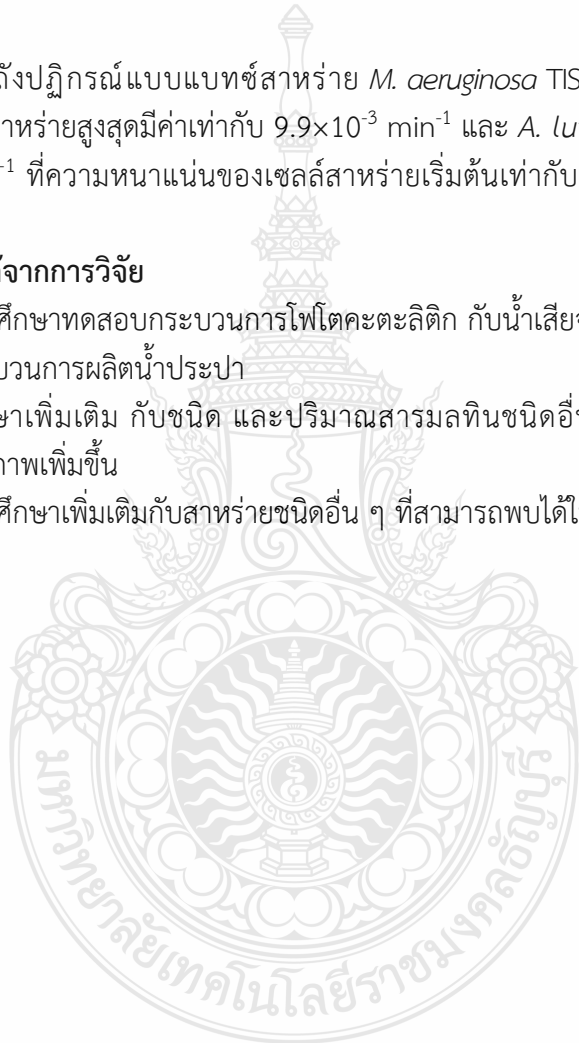 ถังปฏิกรณ์แบบแบทซ์สาหร่าย M. aeruginosa TIS
าหร่ายสูงสุดมีค่าเท่ากับ 9.9×10⁻³ min⁻¹ และ A. lu
⁻¹ ที่ความหนาแน่นของเซลล์สาหร่ายเริ่มต้นเท่ากับ
จากการวิจัย
ศึกษาทดสอบกระบวนการโฟโตคะตะลิติก กับน้ำเสียจ
บวนการผลิตน้ำประปา
ษาเพิ่มเติม กับชนิด และปริมาณสารมลทินชนิดอื่น
ภาพเพิ่มขึ้น
ศึกษาเพิ่มเติมกับสาหร่ายชนิดอื่น ๆ ที่สามารถพบได้ใ
มหาวิทยาลัยเทคโนโลยีราชมงคลธัญบุรี